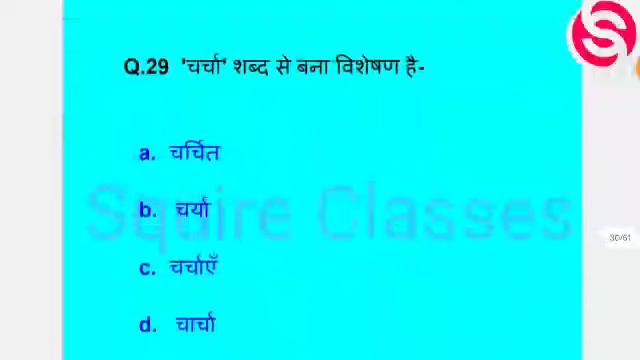 Q.29 'चर्चा' शब्द से बना विशेषण है-
a. चर्चित
b. चर्या
Squire Classes
30/61
c. चर्चाएँ
d. चार्चा